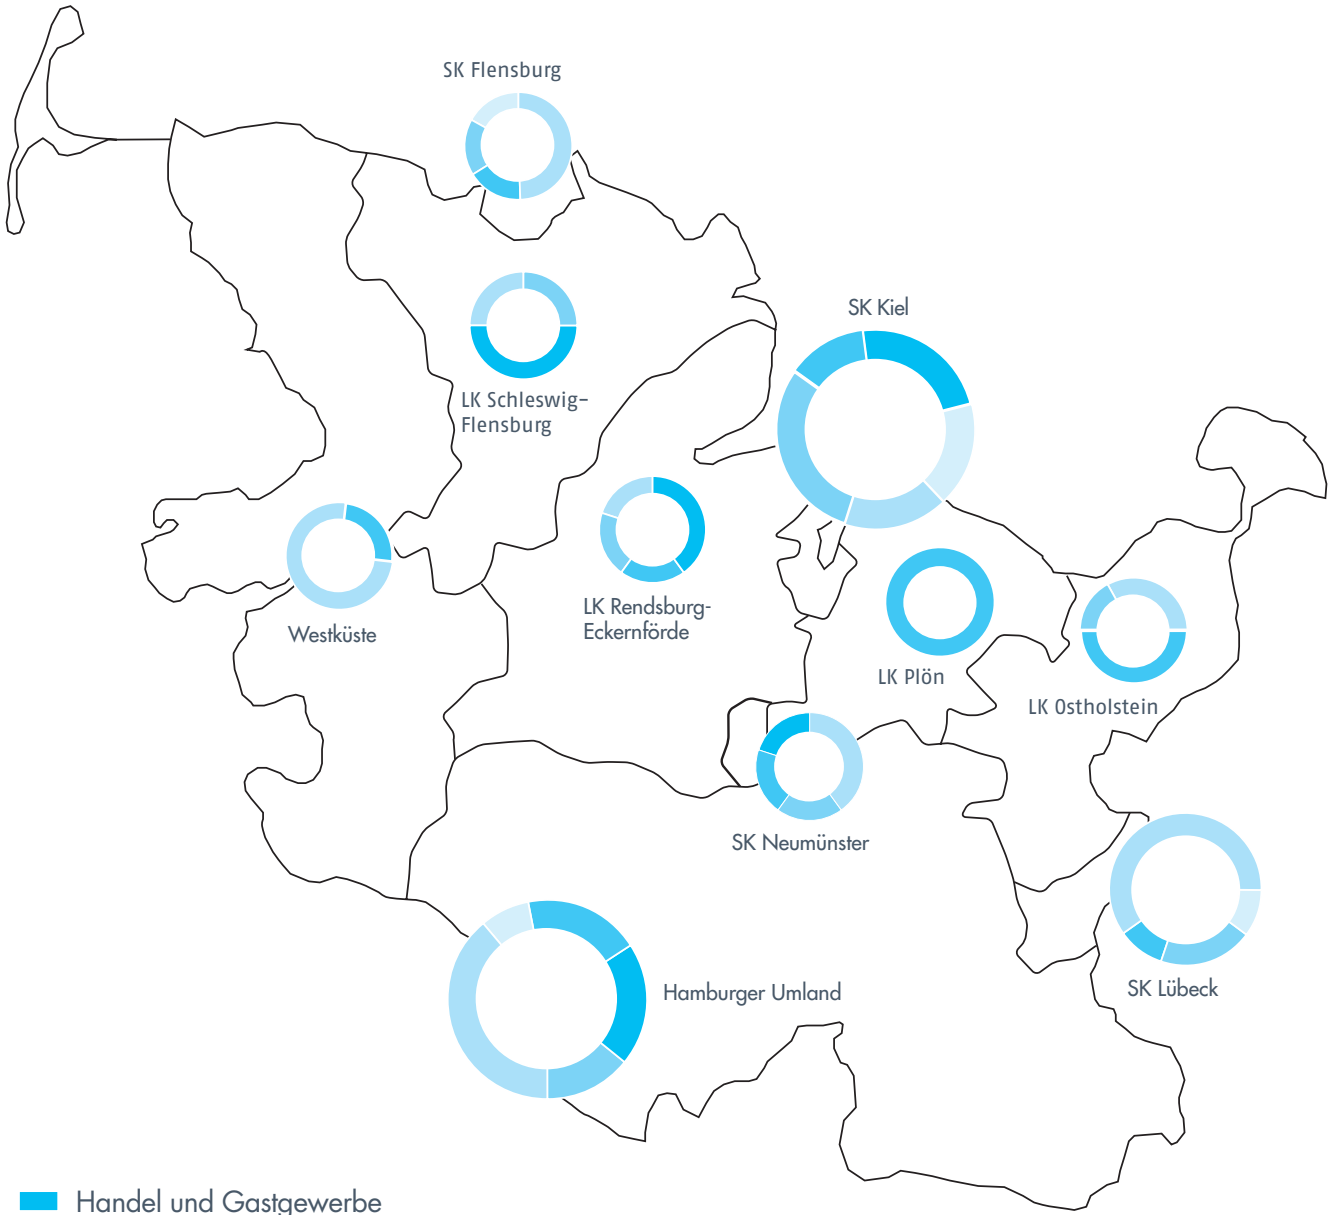 SK Flensburg
SK Kiel
LK Schleswig-
Flensburg
LK Rendsburg-
Eckernförde
Westküste
LK Plön
LK Ostholstein
SK Neumünster
SK Lübeck
Hamburger Umland
Handel und Gastgewerbe